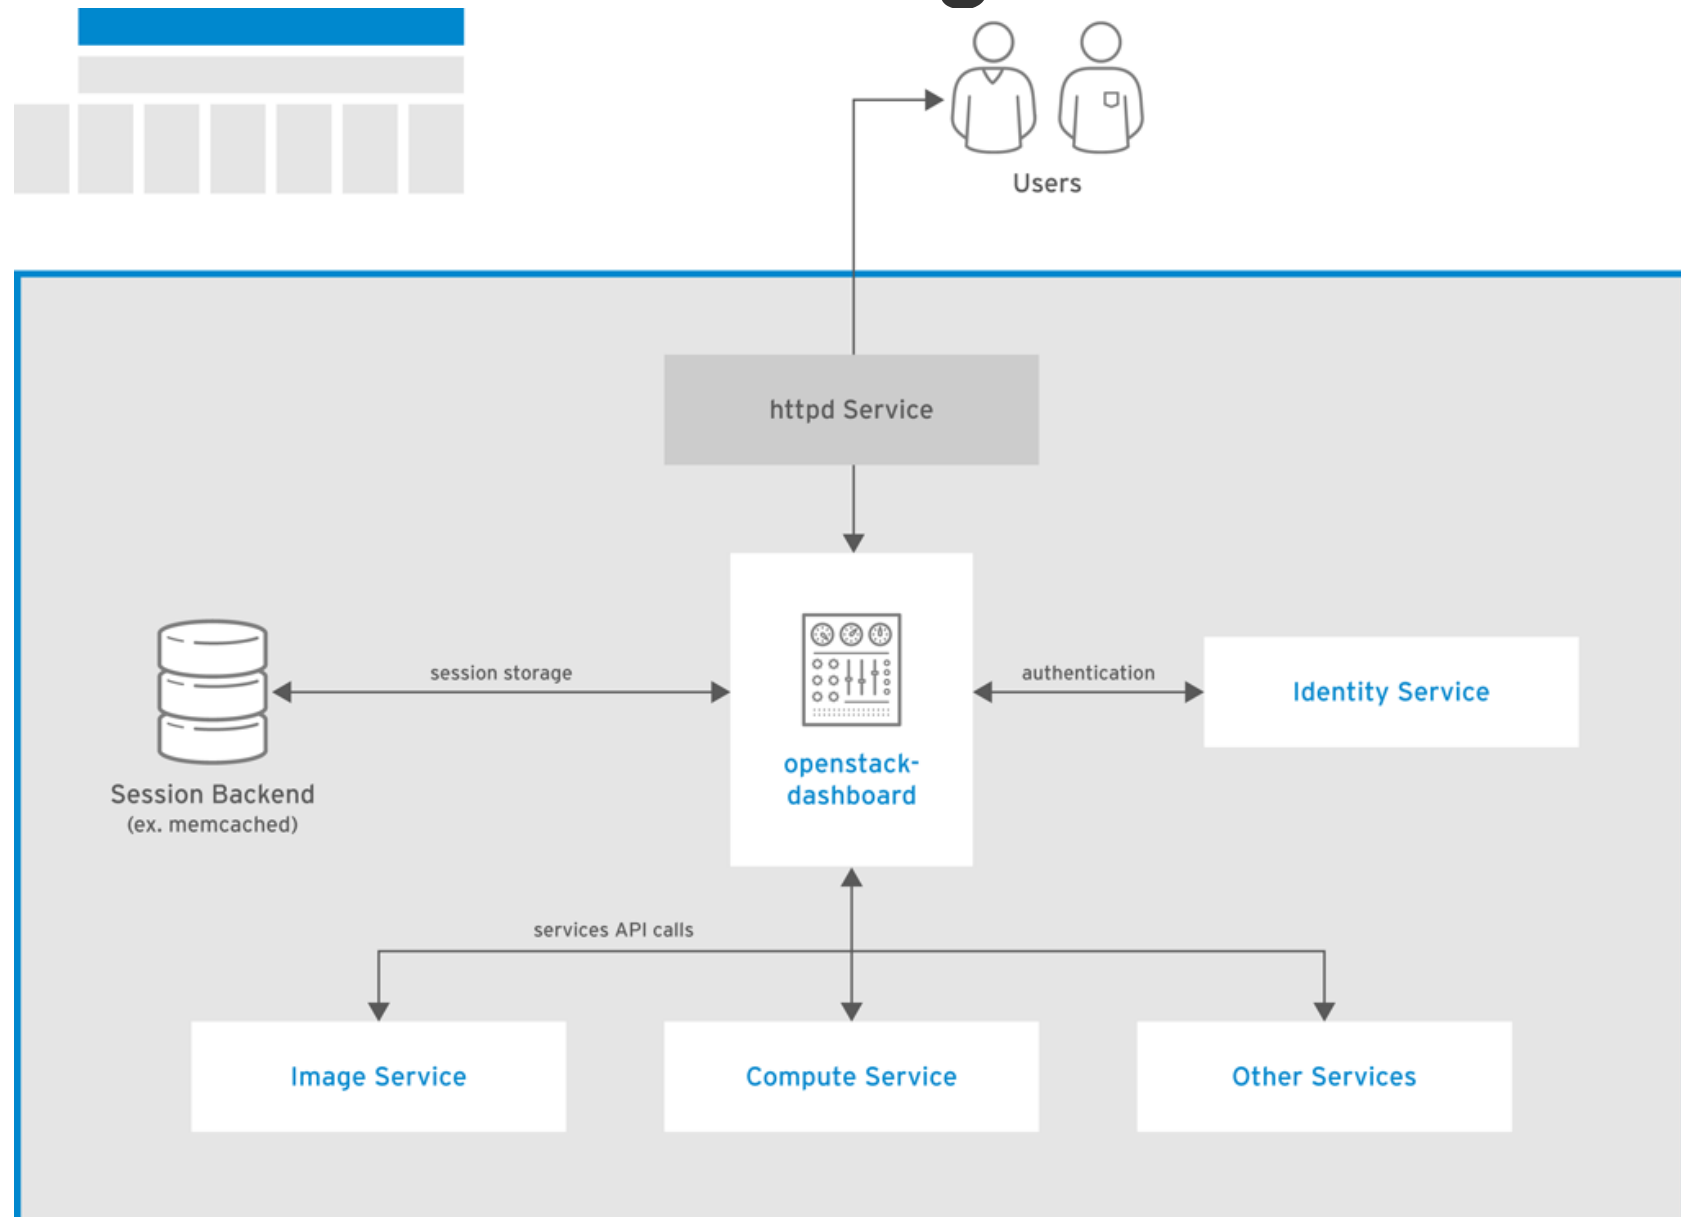 Users
httpd Service
session storage
authentication
Identity Service
openstack-
dashboard
Session Backend
(ex. memcached)
services API calls
Image Service
Compute Service
Other Services